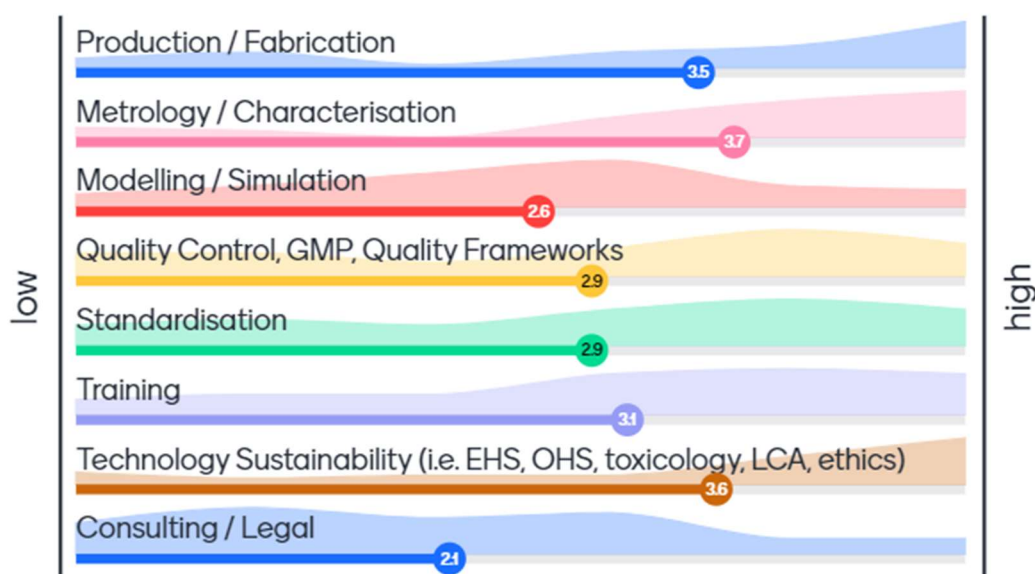 Production / Fabrication
3.5
Metrology / Characterisation
3.7
Modelling / Simulation
2.6
Quality Control, GMP, Quality Frameworks
2.9
low
high
Standardisation
2.9
Training
3.1
Technology Sustainability (i.e. EHS, OHS, toxicology, LCA, ethics)
3.6
Consulting / Legal
2.1